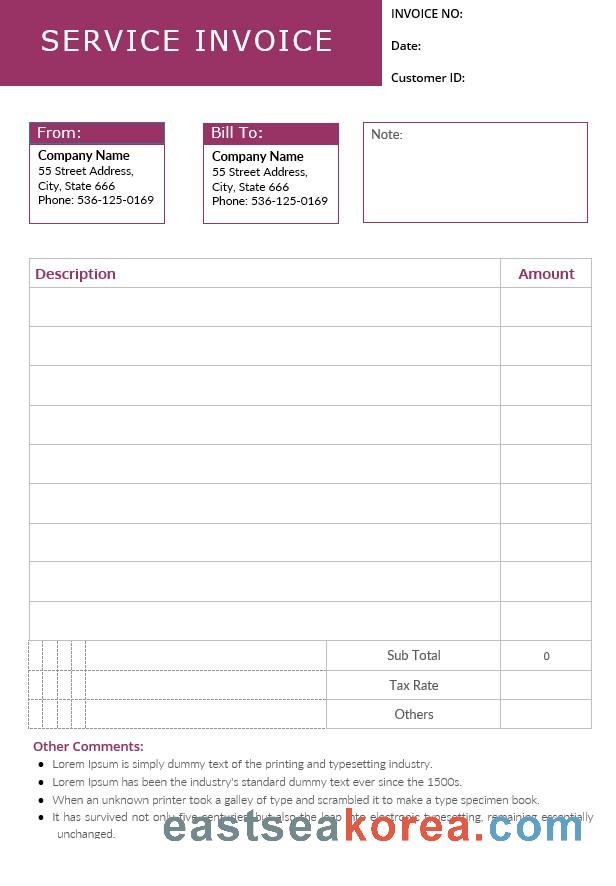 SERVICE INVOICE
INVOICE NO:
Date:
Customer ID:
From:
Company Name
55 Street Address,
City, State 666
Phone: 536-125-0169
Bill To:
Company Name
55 Street Address,
City, State 666
Phone: 536-125-0169
Note:
Description Amount
Sub Total 0
Tax Rate
Others
Other Comments:
• Lorem Ipsum is simply dummy text of the printing and typesetting industry.
• Lorem Ipsum has been the industry's standard dummy text ever since the 1500s.
• When an unknown printer took a galley of type and scrambled it to make a type specimen book.
• It has survived not only five centuries, but also the leap into electronic typesetting, remaining essentially
unchanged.
eastseakorea.com